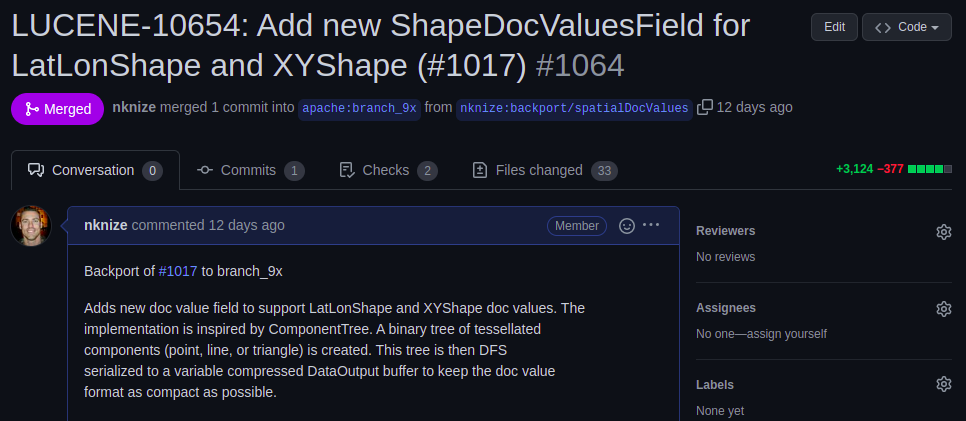 LUCENE-10654: Add new ShapeDocValuesField for
LatLonShape and XYShape (#1017) #1064
Edit
Code
Merged
nknize merged 1 commit into apache:branch_9x from nknize:backport/spatialDocValues 12 days ago
Conversation 0
Commits 1
Checks 2
Files changed 33
+3,124 −377
nknize commented 12 days ago
Member
Backport of #1017 to branch_9x
Adds new doc value field to support LatLonShape and XYShape doc values. The
implementation is inspired by ComponentTree. A binary tree of tessellated
components (point, line, or triangle) is created. This tree is then DFS
serialized to a variable compressed DataOutput buffer to keep the doc value
format as compact as possible.
Reviewers
No reviews
Assignees
No one—assign yourself
Labels
None yet